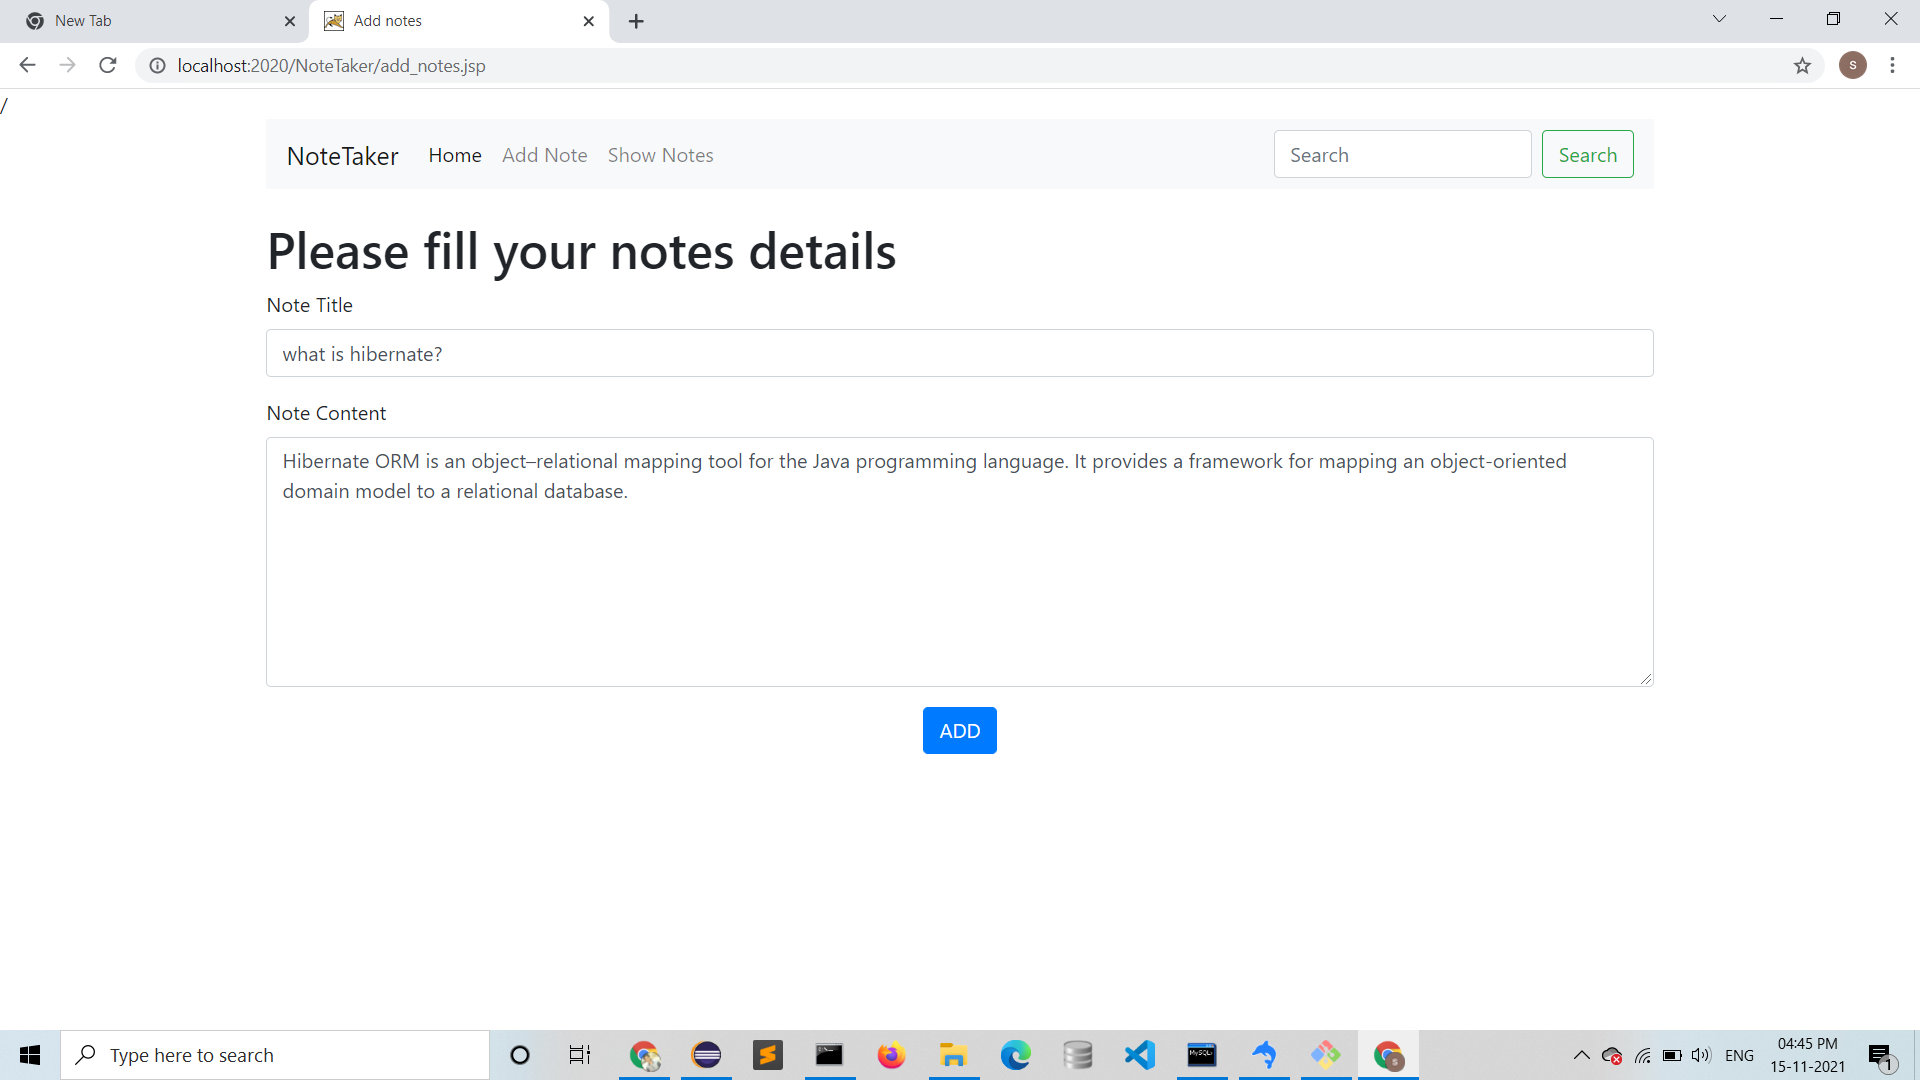 New Tab
Add notes
localhost:2020/NoteTaker/add_notes.jsp
s
/
NoteTaker Home Add Note Show Notes Search Search
Please fill your notes details
Note Title
what is hibernate?
Note Content
Hibernate ORM is an object–relational mapping tool for the Java programming language. It provides a framework for mapping an object-oriented
domain model to a relational database.
ADD
Type here to search
MySQL
s
ENG
04:45 PM
15-11-2021
1